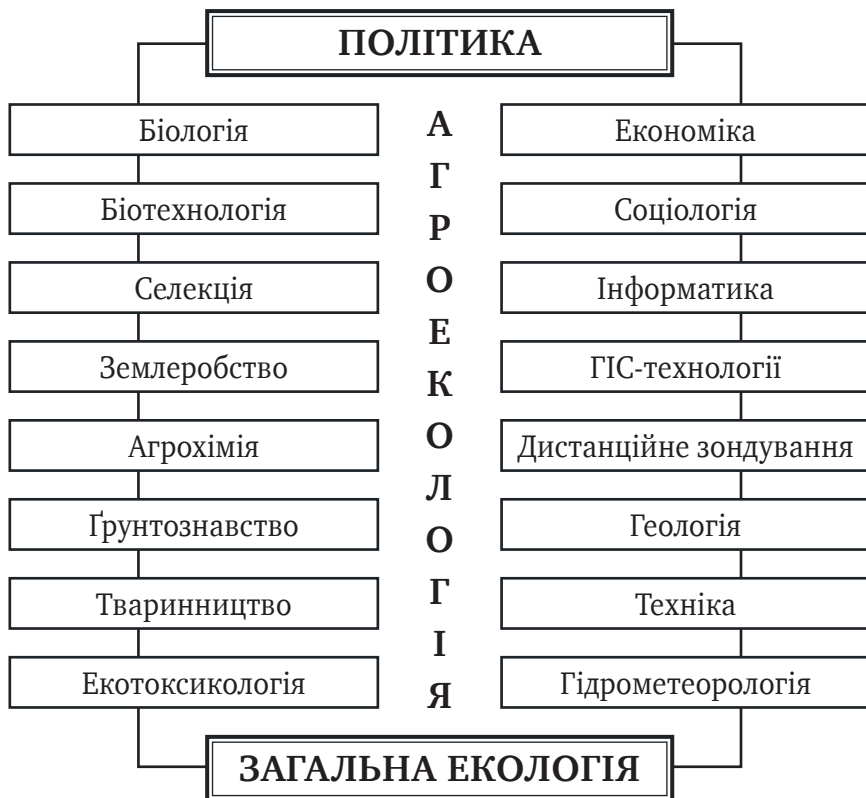 ПОЛІТИКА
Біологія
Біотехнологія
Селекція
Землеробство
Агрохімія
Ґрунтознавство
Тваринництво
Екотоксикологія
АГРОЕКОЛОГІЯ
Економіка
Соціологія
Інформатика
ГІС-технології
Дистанційне зондування
Геологія
Техніка
Гідрометеорологія
ЗАГАЛЬНА ЕКОЛОГІЯ